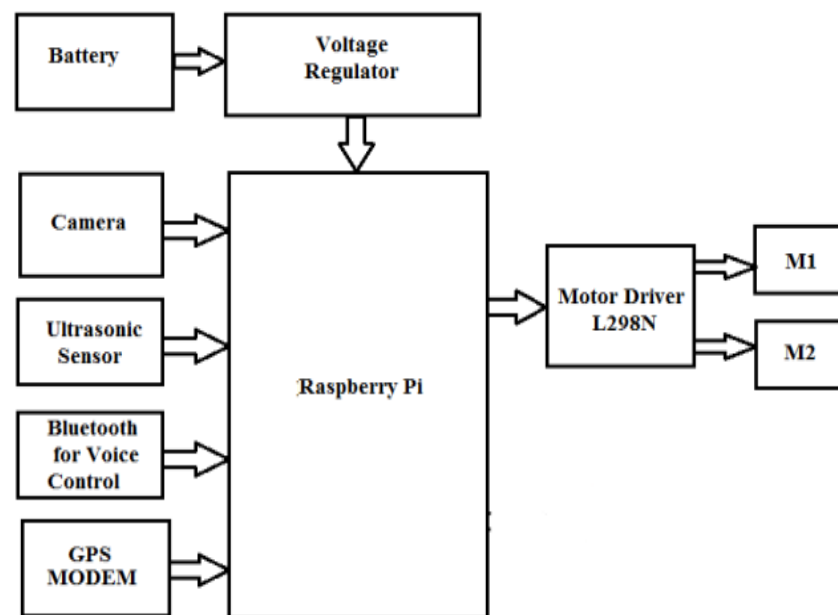 Battery
Voltage
Regulator
Camera
Ultrasonic
Sensor
Bluetooth
for Voice
Control
GPS
MODEM
Raspberry Pi
Motor Driver
L298N
M1
M2